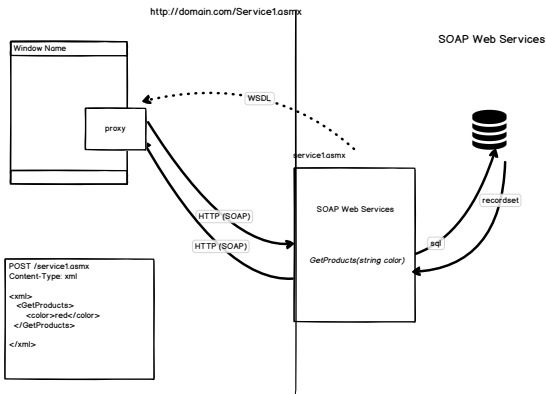 http://domain.com/Service1.asmx
SOAP Web Services
Window Name
WSDL
proxy
service1.asmx
recordset
SOAP Web Services
HTTP (SOAP)
sql
HTTP (SOAP)
GetProducts(string color)
POST /service1.asmx
Content-Type: xml
<xml>
<GetProducts>
<color>red</color>
</GetProducts>
</xml>